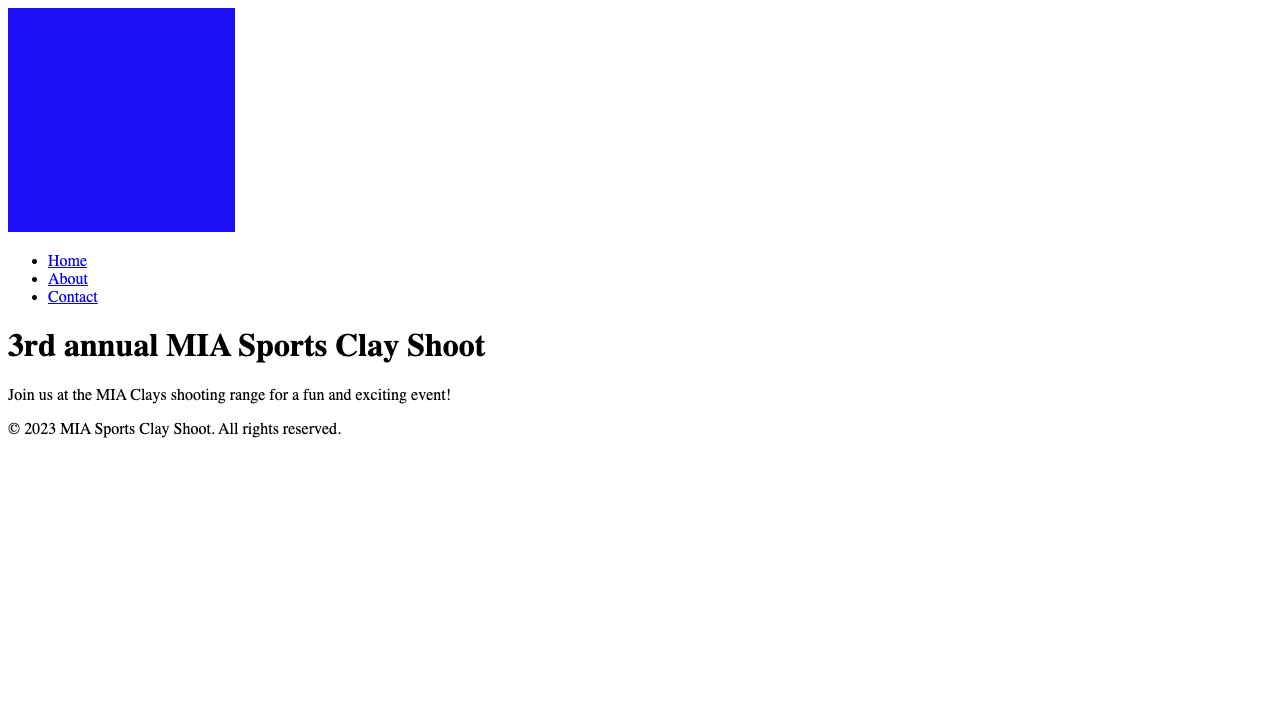 Home
About
Contact
3rd annual MIA Sports Clay Shoot
Join us at the MIA Clays shooting range for a fun and exciting event!
© 2023 MIA Sports Clay Shoot. All rights reserved.